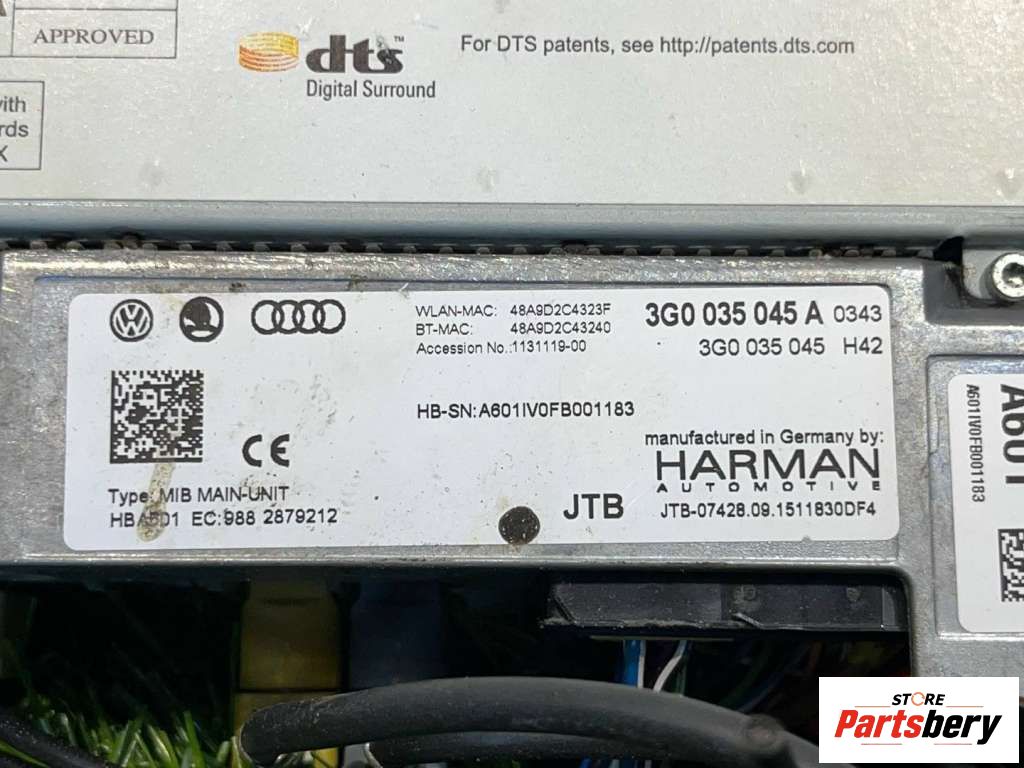 APPROVED
dts™
Digital Surround
For DTS patents, see http://patents.dts.com
with
rds
X
WLAN-MAC: 48A9D2C4323F
BT-MAC: 48A9D2C43240
Accession No.:1131119-00
3G0 035 045 A 0343
3G0 035 045 H42
HB-SN:A601IV0FB001183
CE
manufactured in Germany by:
HARMAN
AUTOMOTIVE
Type: MIB MAIN-UNIT
HBA601 EC:988 2879212
JTB
JTB-07428.09.1511830DF4
A601
A601IV0FB001183
STORE
Partsbery